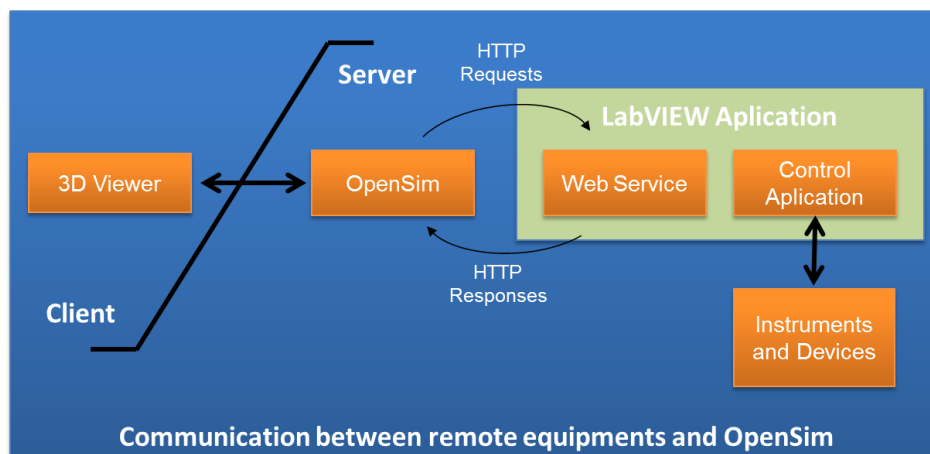 Server
HTTP
Requests
LabVIEW Aplication
3D Viewer
OpenSim
Web Service
Control
Aplication
HTTP
Responses
Client
Instruments
and Devices
Communication between remote equipments and OpenSim